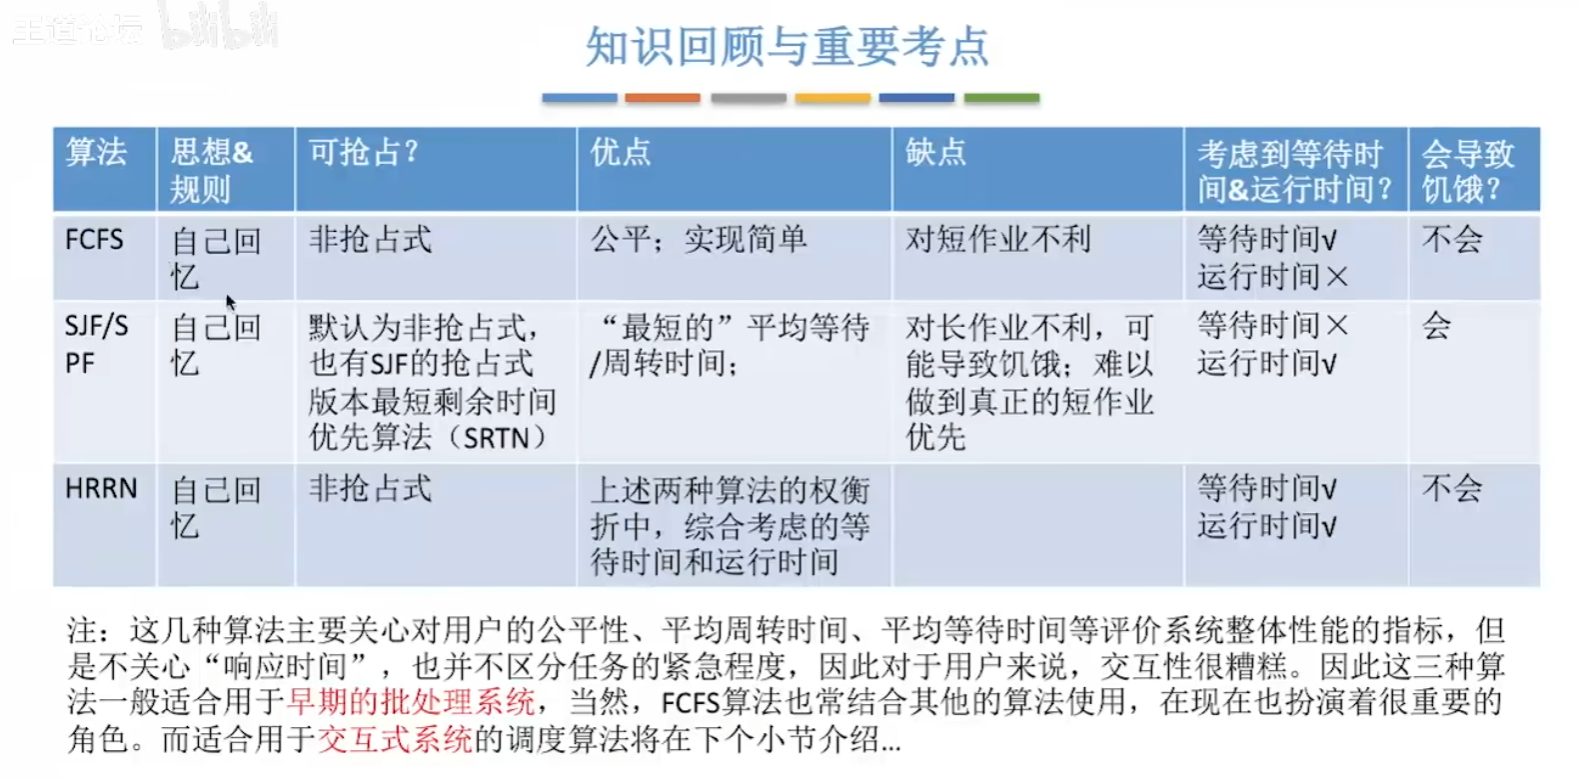 王道论坛 bilibili
知识回顾与重要考点
算法 思想& 可抢占？ 优点 缺点 考虑到等待时 会导致
规则 间&运行时间？ 饥饿？
FCFS 自己回 非抢占式 公平；实现简单 对短作业不利 等待时间√ 不会
忆 运行时间×
SJF/S 自己回 默认为非抢占式， “最短的”平均等待 对长作业不利，可 等待时间× 会
PF 忆 也有SJF的抢占式 /周转时间； 能导致饥饿；难以 运行时间√
版本最短剩余时间 做到真正的短作业
优先算法（SRTN） 优先
HRRN 自己回 非抢占式 上述两种算法的权衡 等待时间√ 不会
忆 折中，综合考虑的等 运行时间√
待时间和运行时间
注：这几种算法主要关心对用户的公平性、平均周转时间、平均等待时间等评价系统整体性能的指标，但
是不关心“响应时间”，也并不区分任务的紧急程度，因此对于用户来说，交互性很糟糕。因此这三种算
法一般适合用于早期的批处理系统，当然，FCFS算法也常结合其他的算法使用，在现在也扮演着很重要的
角色。而适合用于交互式系统的调度算法将在下个小节介绍...